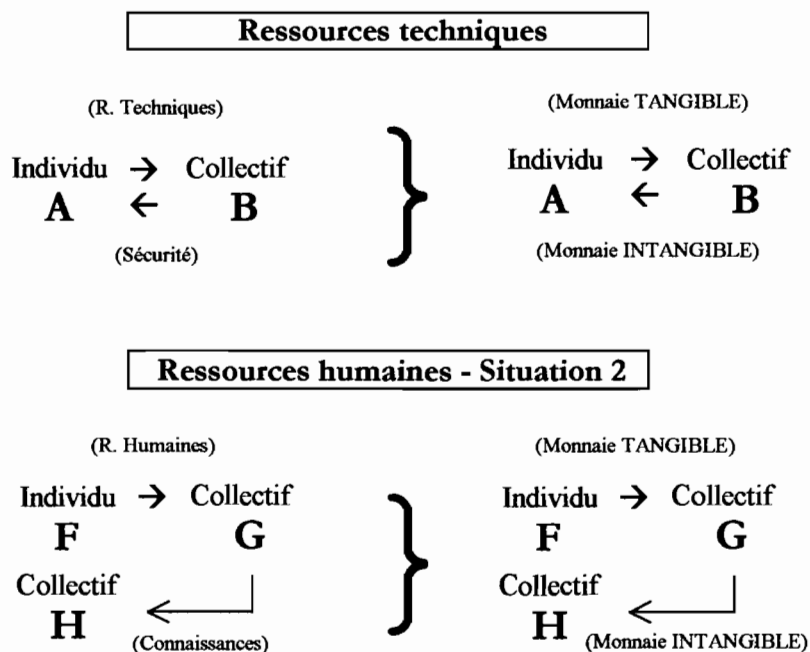 Ressources techniques
(R. Techniques) (Monnaie TANGIBLE)
Individu → Collectif Individu → Collectif
A ← B A ← B
(Sécurité) (Monnaie INTANGIBLE)
Ressources humaines - Situation 2
(R. Humaines) (Monnaie TANGIBLE)
Individu → Collectif Individu → Collectif
F G F G
Collectif Collectif
H H
(Connaissances) (Monnaie INTANGIBLE)